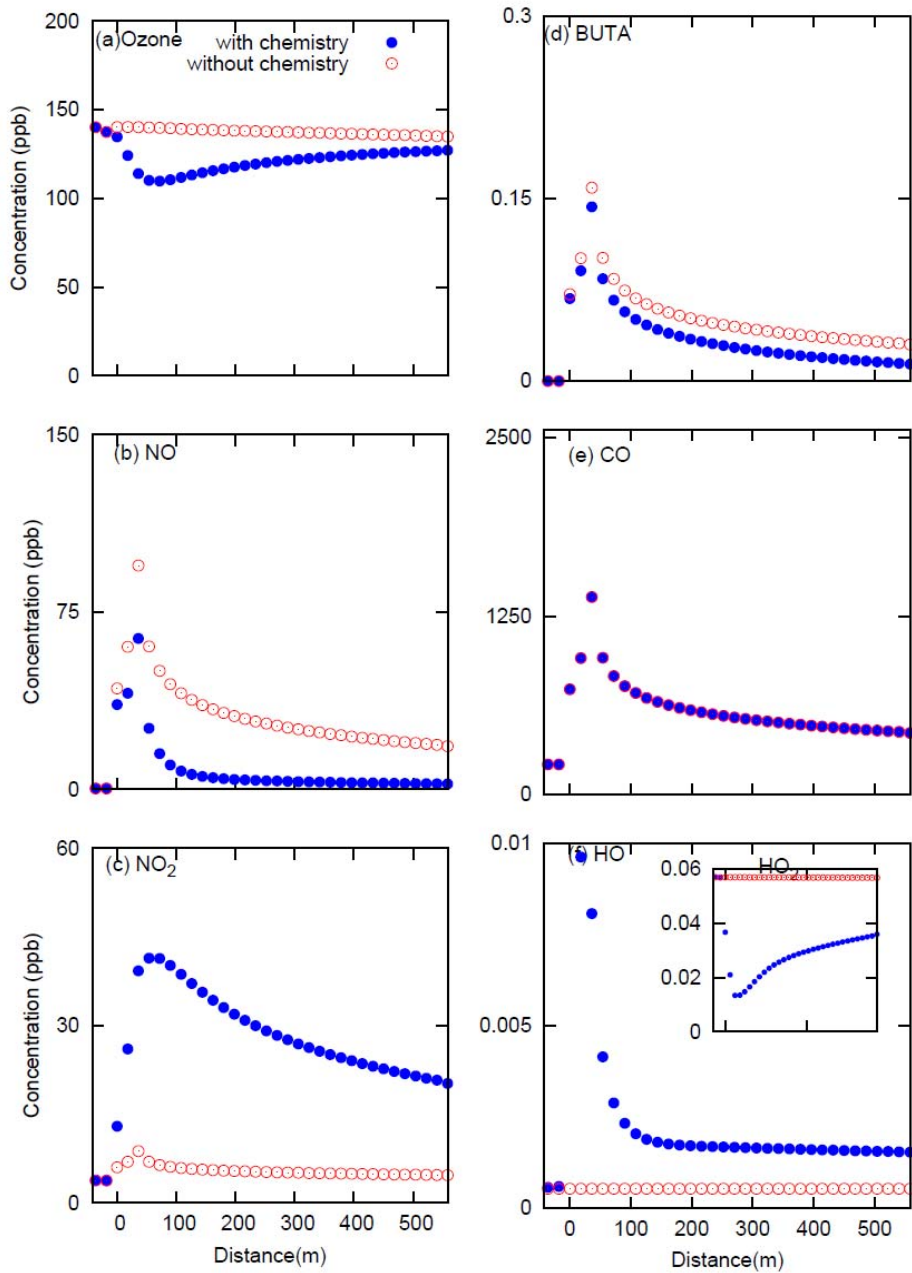 200
150
100
50
0
Concentration (ppb)
(a)Ozone
with chemistry
without chemistry
0.3
0.15
0
(d) BUTA
150
75
0
Concentration (ppb)
(b) NO
2500
1250
0
(e) CO
60
30
0
Concentration (ppb)
(c) NO2
0 100 200 300 400 500
Distance(m)
0.01
0.005
0
(f) HO
HO2
0.06
0.04
0.02
0
0 100 200 300 400 500
Distance(m)